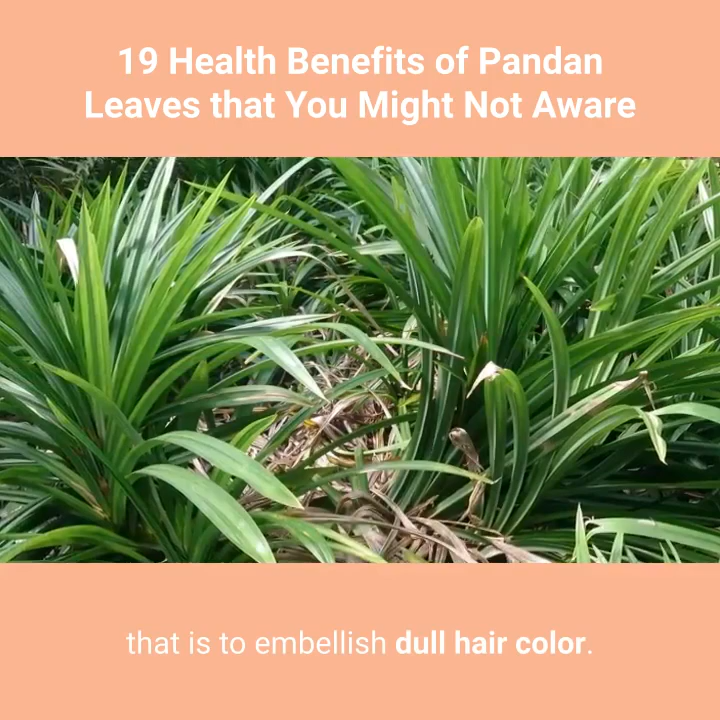 19 Health Benefits of Pandan
Leaves that You Might Not Aware
that is to embellish dull hair color.